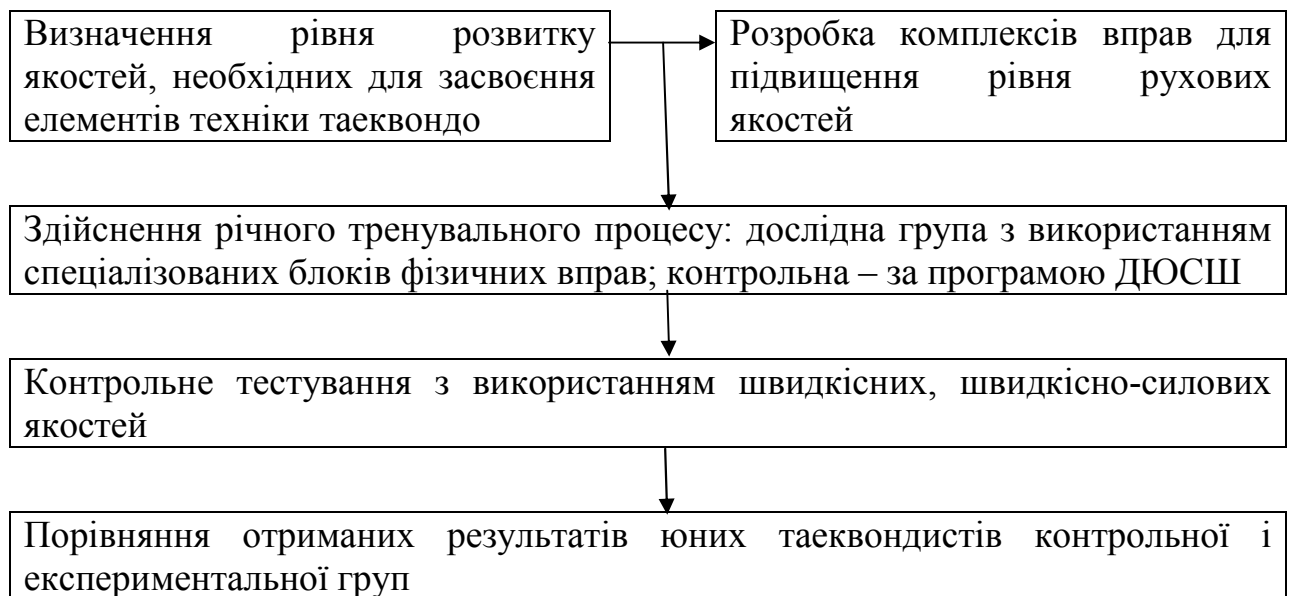 Визначення рівня розвитку
якостей, необхідних для засвоєння
елементів техніки таеквондо
Розробка комплексів вправ для
підвищення рівня рухових
якостей
Здійснення річного тренувального процесу: дослідна група з використанням
спеціалізованих блоків фізичних вправ; контрольна – за програмою ДЮСШ
Контрольне тестування з використанням швидкісних, швидкісно-силових
якостей
Порівняння отриманих результатів юних таеквондистів контрольної і
експериментальної груп